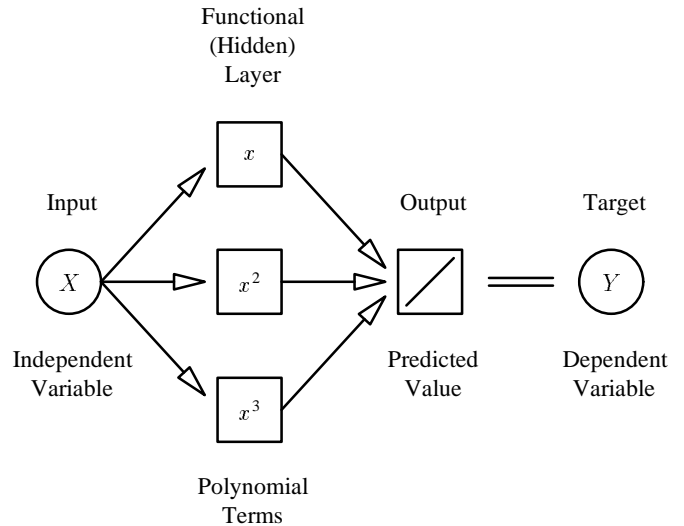 Functional
(Hidden)
Layer
x
Input
Output
Target
X
x²
Y
Independent
Variable
Predicted
Value
Dependent
Variable
x³
Polynomial
Terms